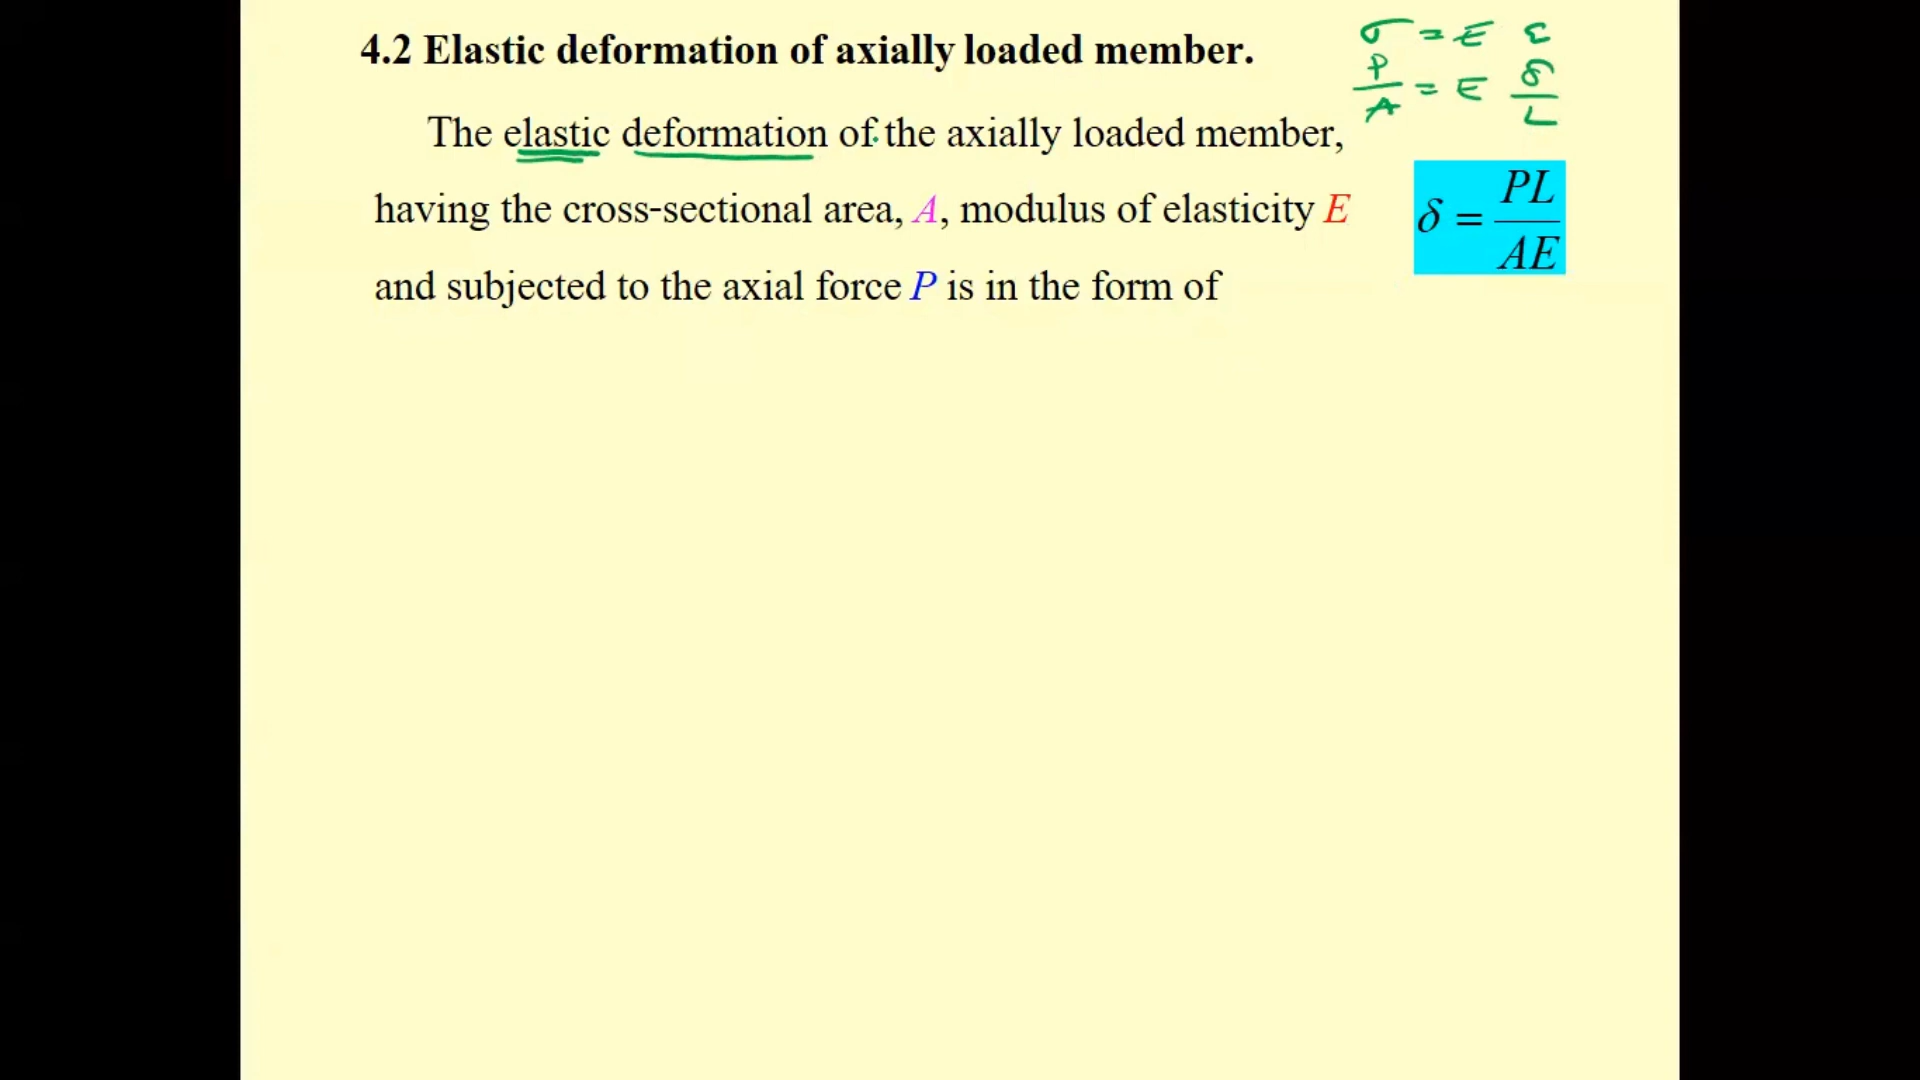 4.2 Elastic deformation of axially loaded member.
σ = E ε
P/A = E δ/L
The elastic deformation of the axially loaded member,
having the cross-sectional area, A, modulus of elasticity E
δ = PL/AE
and subjected to the axial force P is in the form of